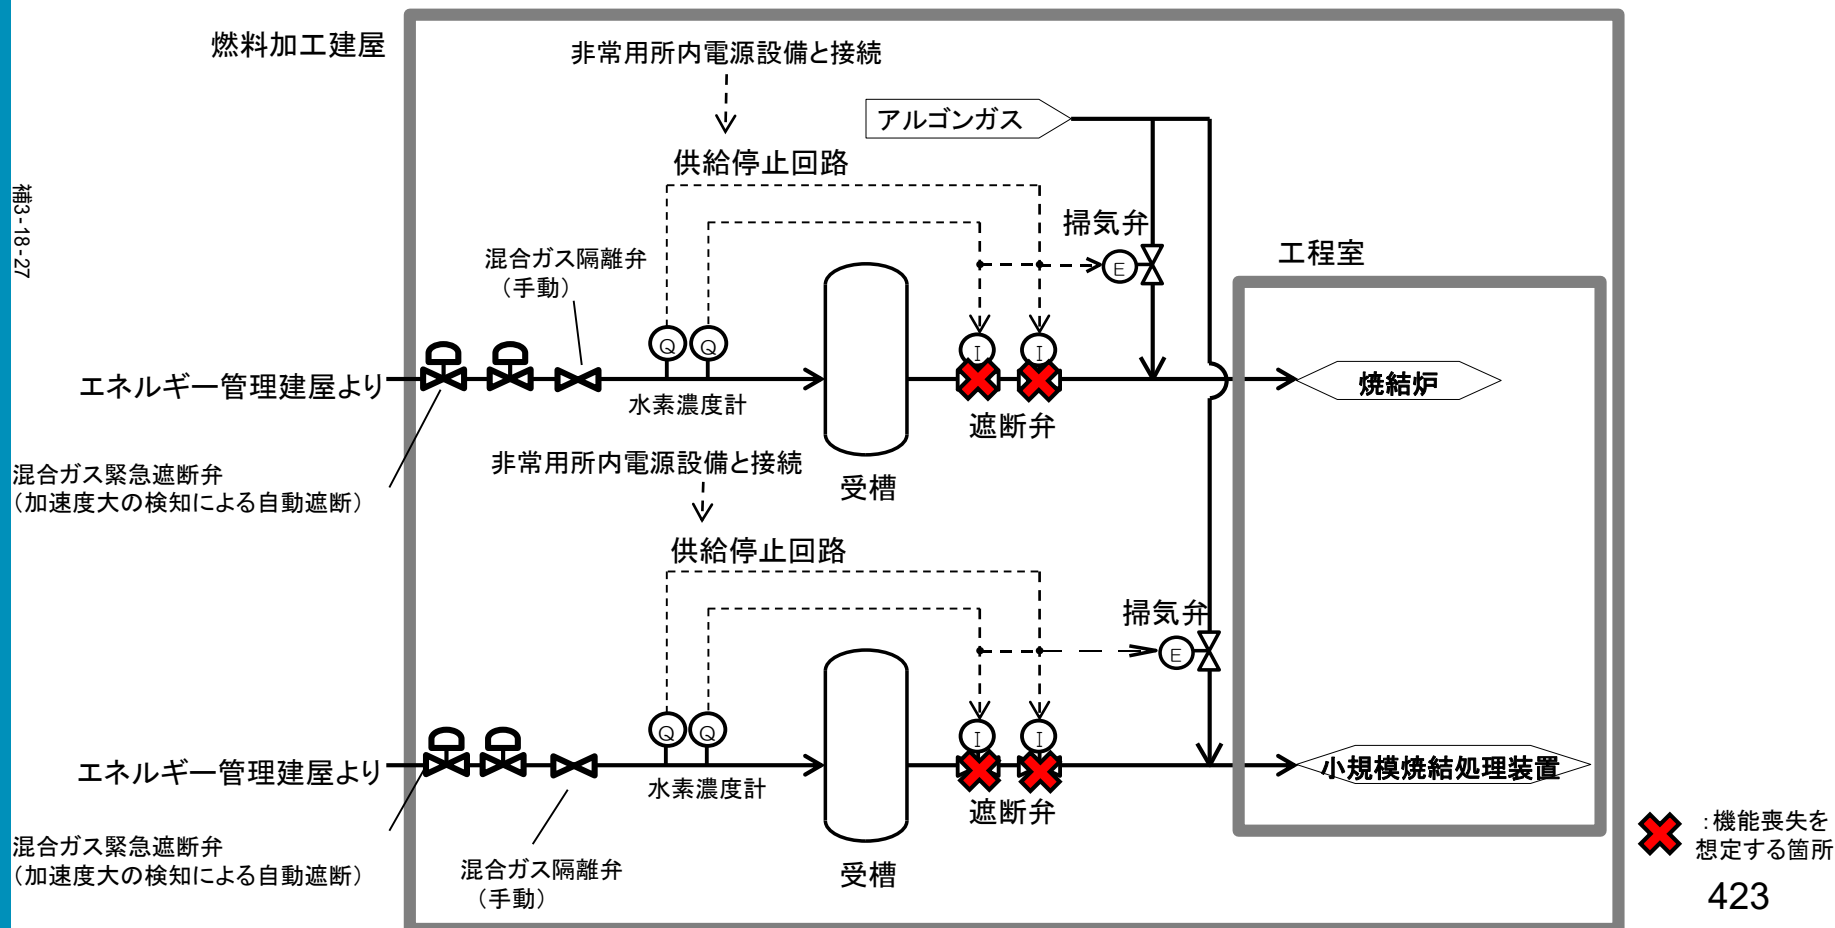 燃料加工建屋
非常用所内電源設備と接続
アルゴンガス
供給停止回路
補3-18-27
掃気弁
混合ガス隔離弁
（手動）
工程室
E
Q
Q
I
I
エネルギー管理建屋より
水素濃度計
遮断弁
焼結炉
混合ガス緊急遮断弁
（加速度大の検知による自動遮断）
非常用所内電源設備と接続
受槽
供給停止回路
掃気弁
E
Q
Q
I
I
エネルギー管理建屋より
水素濃度計
遮断弁
小規模焼結処理装置
混合ガス緊急遮断弁
（加速度大の検知による自動遮断）
混合ガス隔離弁
（手動）
受槽
：機能喪失を
想定する箇所
423